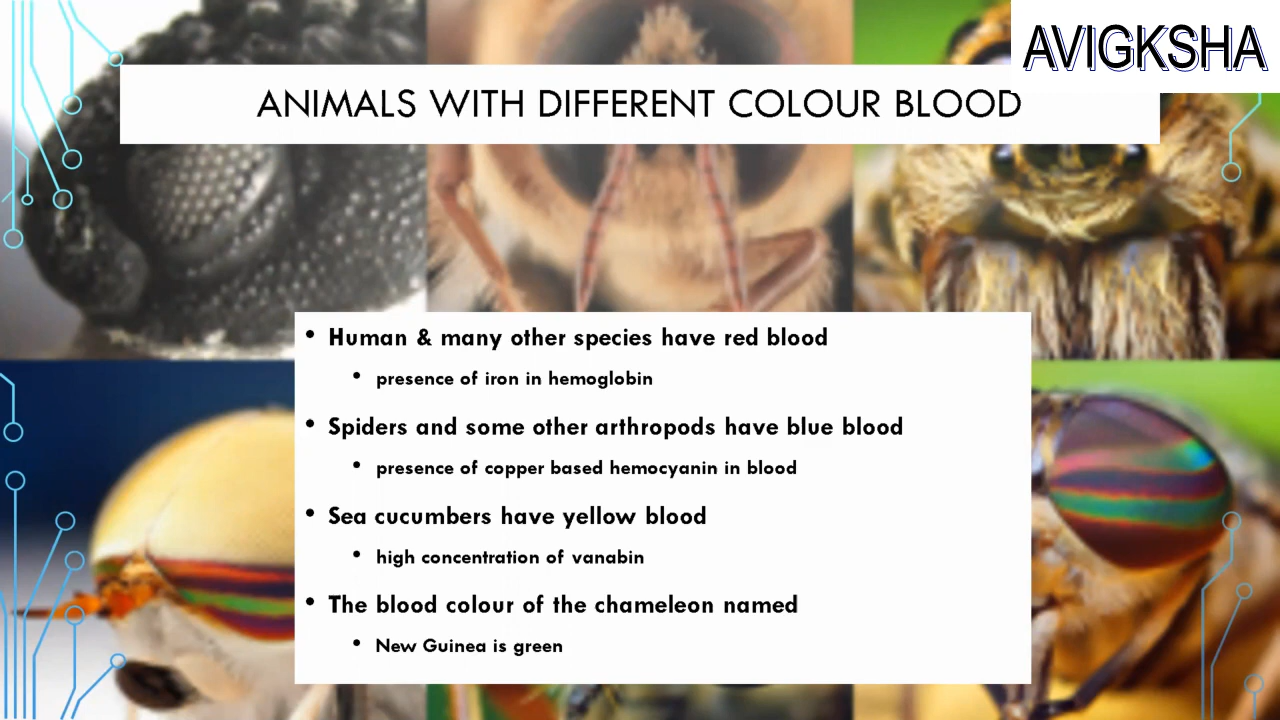 AVIGKSHA
ANIMALS WITH DIFFERENT COLOUR BLOOD
• Human & many other species have red blood
• presence of iron in hemoglobin
• Spiders and some other arthropods have blue blood
• presence of copper based hemocyanin in blood
• Sea cucumbers have yellow blood
• high concentration of vanabin
• The blood colour of the chameleon named
• New Guinea is green